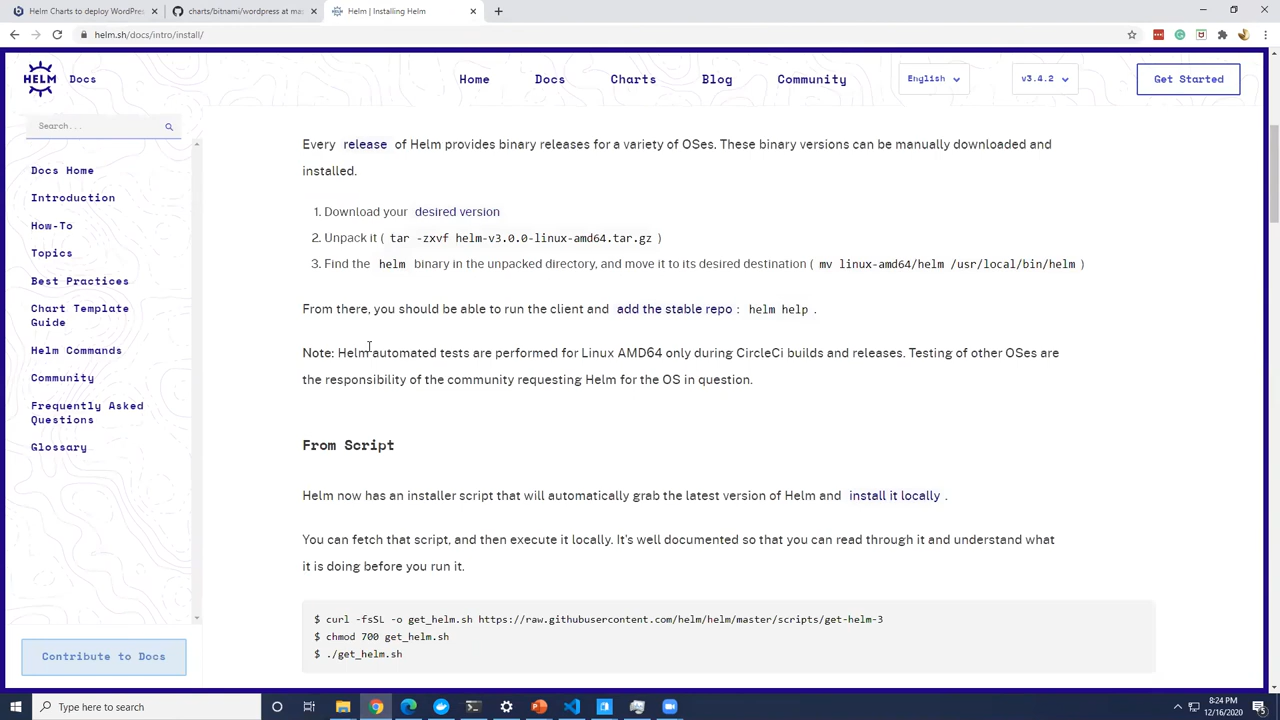 Helm Charts to deploy WordPres
charts/bitnami/wordpress at mas
Helm | Installing Helm
helm.sh/docs/intro/install/
HELM Docs
Home Docs Charts Blog Community
English
v3.4.2
Get Started
Search...
Docs Home
Introduction
How-To
Topics
Best Practices
Chart Template
Guide
Helm Commands
Community
Frequently Asked
Questions
Glossary
Contribute to Docs
Every release of Helm provides binary releases for a variety of OSes. These binary versions can be manually downloaded and
installed.
1. Download your desired version
2. Unpack it ( tar -zxvf helm-v3.0.0-linux-amd64.tar.gz )
3. Find the helm binary in the unpacked directory, and move it to its desired destination ( mv linux-amd64/helm /usr/local/bin/helm )
From there, you should be able to run the client and add the stable repo : helm help .
Note: Helm automated tests are performed for Linux AMD64 only during CircleCi builds and releases. Testing of other OSes are
the responsibility of the community requesting Helm for the OS in question.
From Script
Helm now has an installer script that will automatically grab the latest version of Helm and install it locally .
You can fetch that script, and then execute it locally. It's well documented so that you can read through it and understand what
it is doing before you run it.
$ curl -fsSL -o get_helm.sh https://raw.githubusercontent.com/helm/helm/master/scripts/get-helm-3
$ chmod 700 get_helm.sh
$ ./get_helm.sh
Type here to search
8:24 PM
12/16/2020